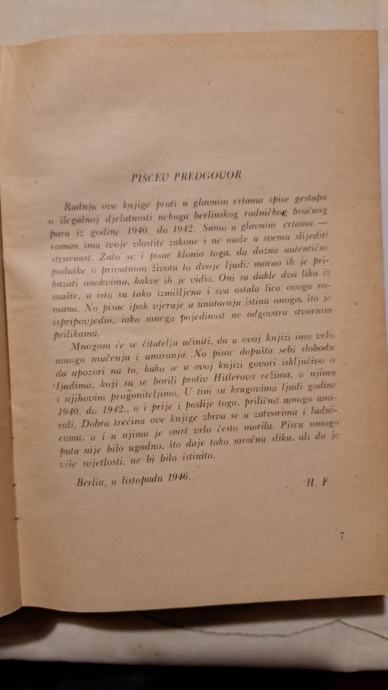 PIŠČEV PREDGOVOR
Radnja ove knjige prati u glavnim crtama spise gestapa
o ilegalnoj djelatnosti nekoga berlinskog radničkog bračnog
para iz godine 1940. do 1942. Samo u glavnim crtama —
roman ima svoje vlastite zakone i ne može u svemu slijediti
stvarnost. Zato se i pisac klonio toga, da dozna autentične
podatke o privatnom životu te dvoje ljudi: morao ih je pri-
kazati onakvima, kakve ih je vidio. Oni su dakle dva lika iz
mašte, a isto su tako izmišljena i sva ostala lica ovoga ro-
mana. No pisac ipak vjeruje u unutarnju istinu onoga, što je
ispripovjedio, iako mnoga pojedinost ne odgovara stvarnim
prilikama.
Mnogom će se čitatelju učiniti, da u ovoj knjizi ima vrlo
mnogo mučenja i umiranja. No pisac dopušta sebi slobodu
da upozori na to, kako se u ovoj knjizi govori isključivo o
ljudima, koji su se borili protiv Hitlerova režima, o njima
i njihovim progoniteljima. U tim su krugovima ljudi godine
1940. do 1942., a i prije i poslije toga, prilično mnogo umi-
rali. Dobra trećina ove knjige zbiva se u zatvorima i ludni-
cama, a i u njima je smrt vrlo često morila. Piscu mnogo
puta nije bilo ugodno, što daje tako mračnu sliku, ali da je
više svjetlosti, ne bi bilo istinito.
Berlin, u listopadu 1946.
H. F
7